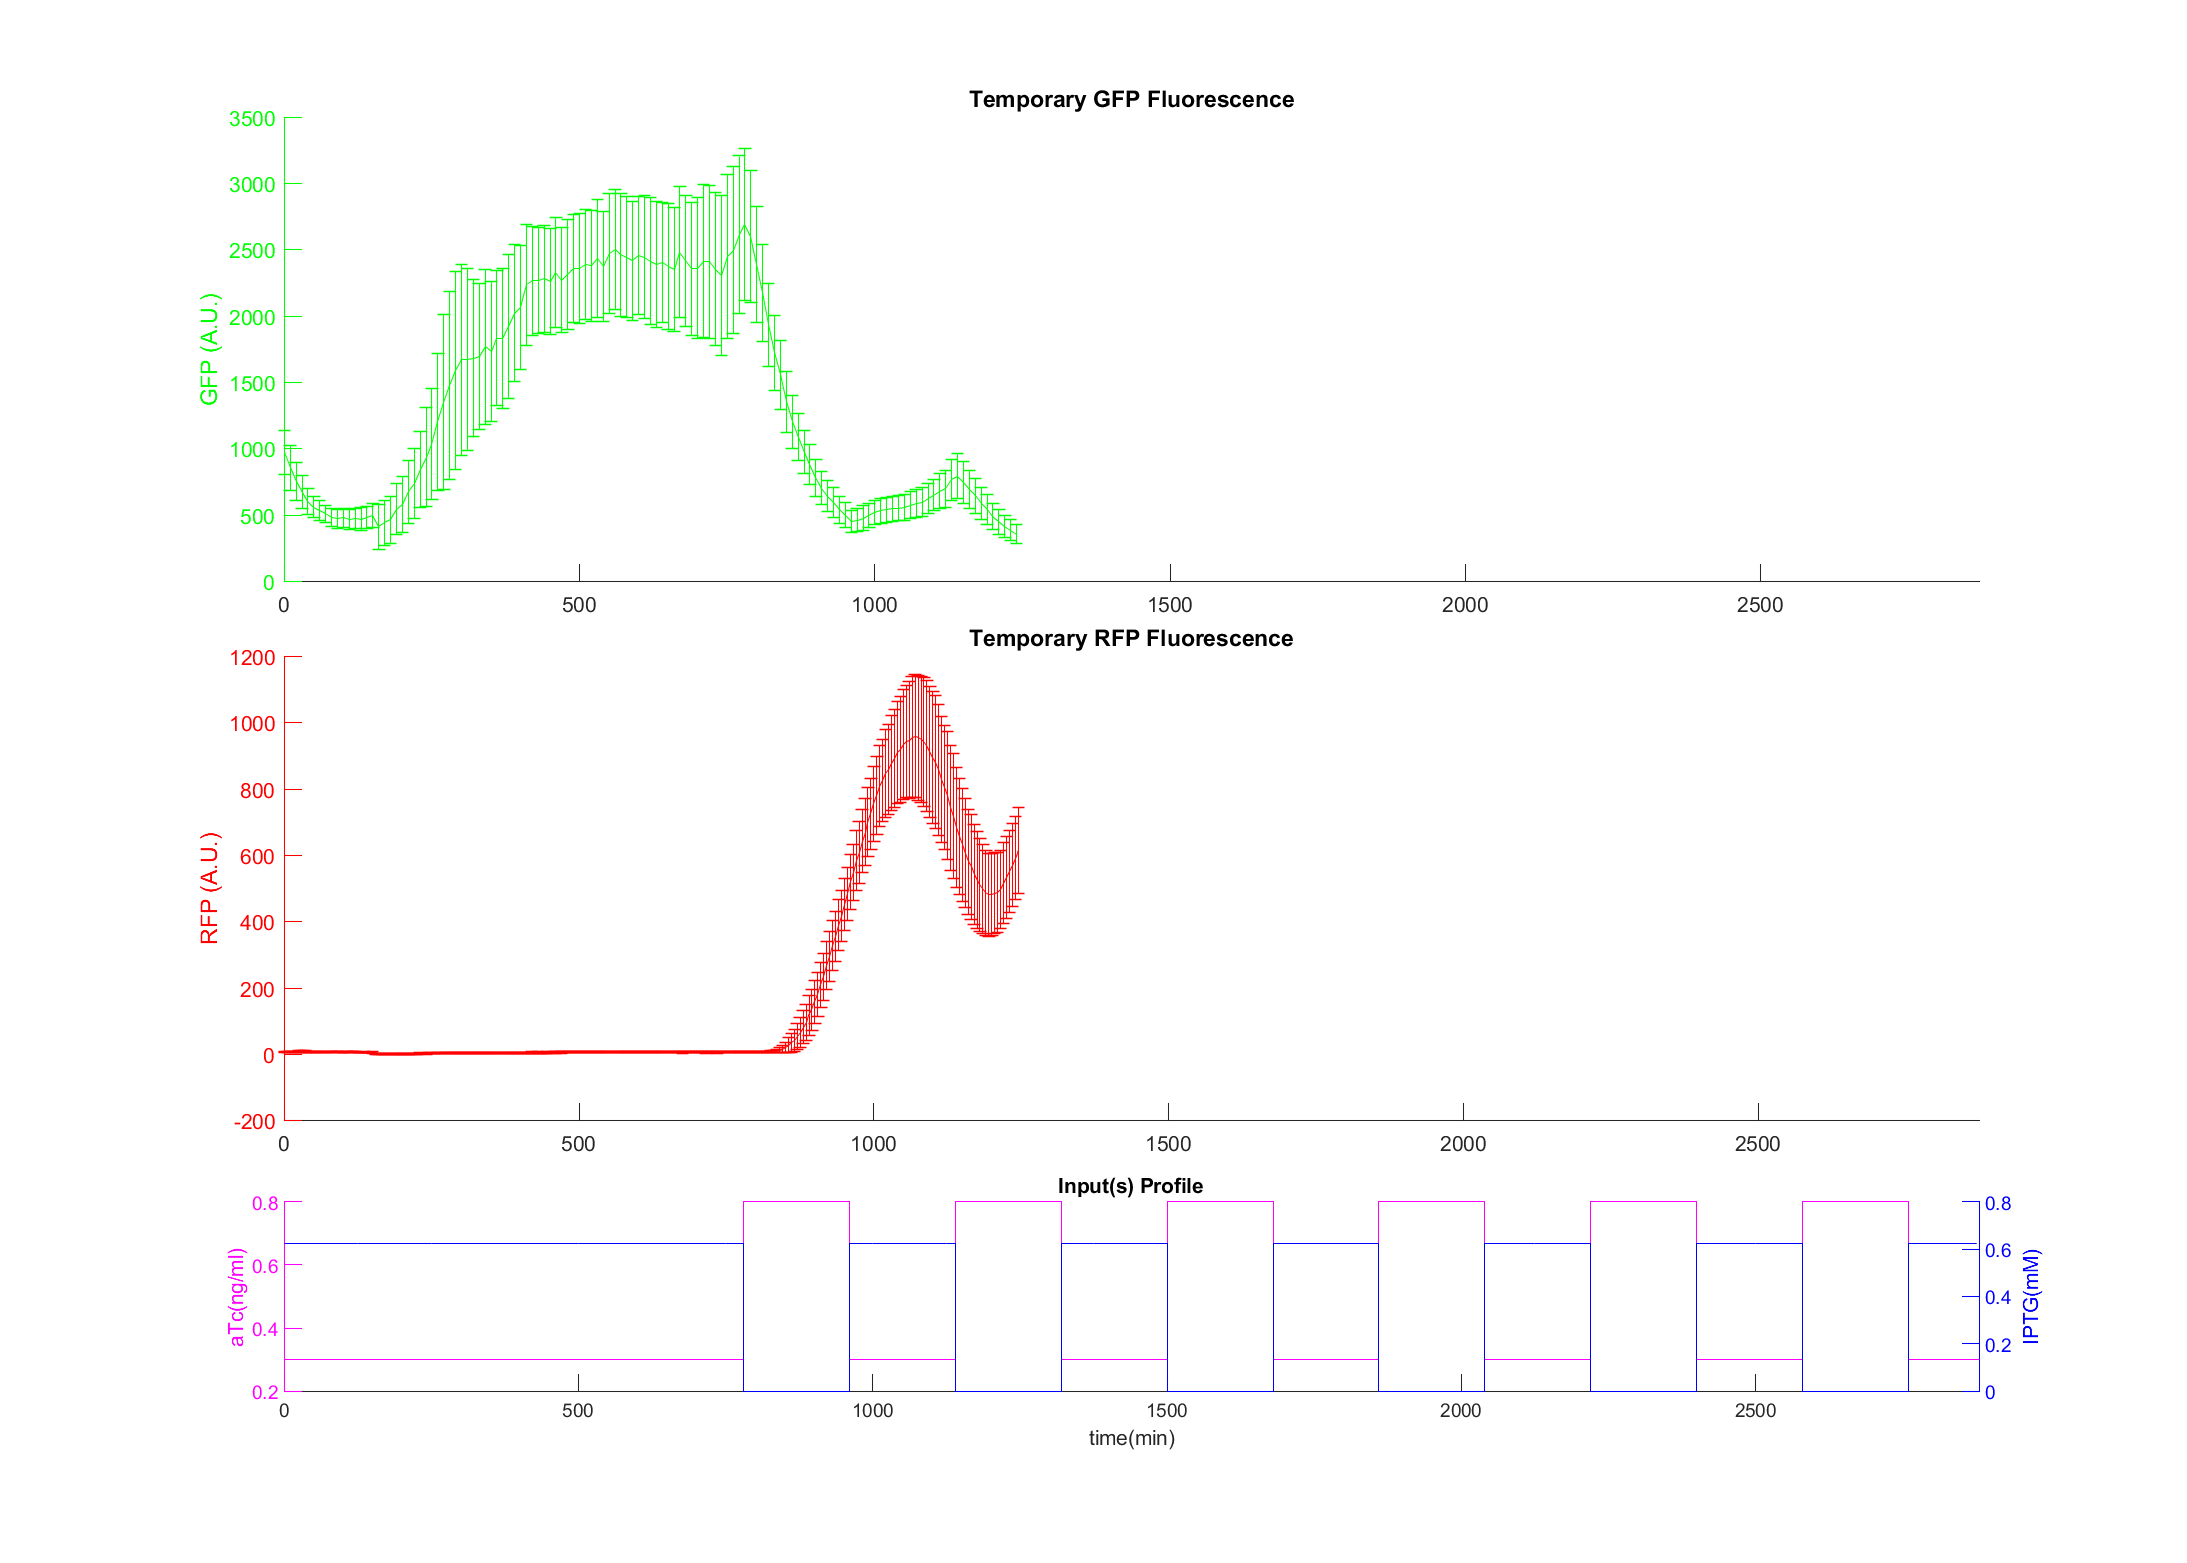 Temporary GFP Fluorescence
3500
3000
2500
2000
1500
1000
500
0
GFP (A.U.)
0 500 1000 1500 2000 2500
Temporary RFP Fluorescence
1200
1000
800
600
400
200
0
-200
RFP (A.U.)
0 500 1000 1500 2000 2500
Input(s) Profile
0.8
0.6
0.4
0.2
aTc(ng/ml)
0.8
0.6
0.4
0.2
0
IPTG(mM)
0 500 1000 1500 2000 2500
time(min)